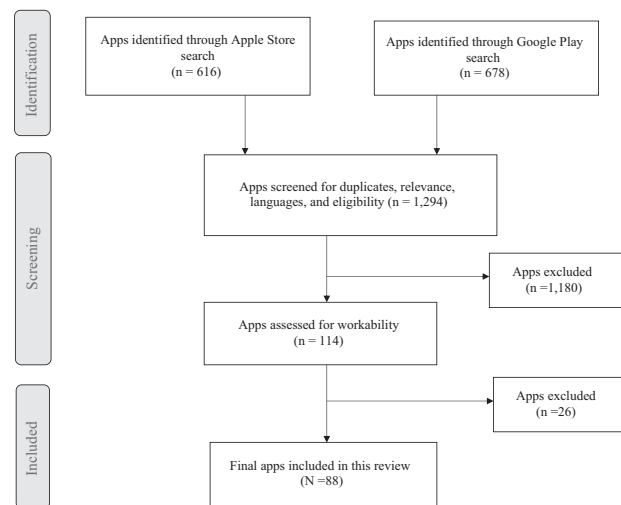 Identification
Apps identified through Apple Store
search
(n = 616)
Apps identified through Google Play
search
(n = 678)
Screening
Apps screened for duplicates, relevance,
languages, and eligibility (n = 1,294)
Apps excluded
(n =1,180)
Apps assessed for workability
(n = 114)
Included
Apps excluded
(n =26)
Final apps included in this review
(N =88)